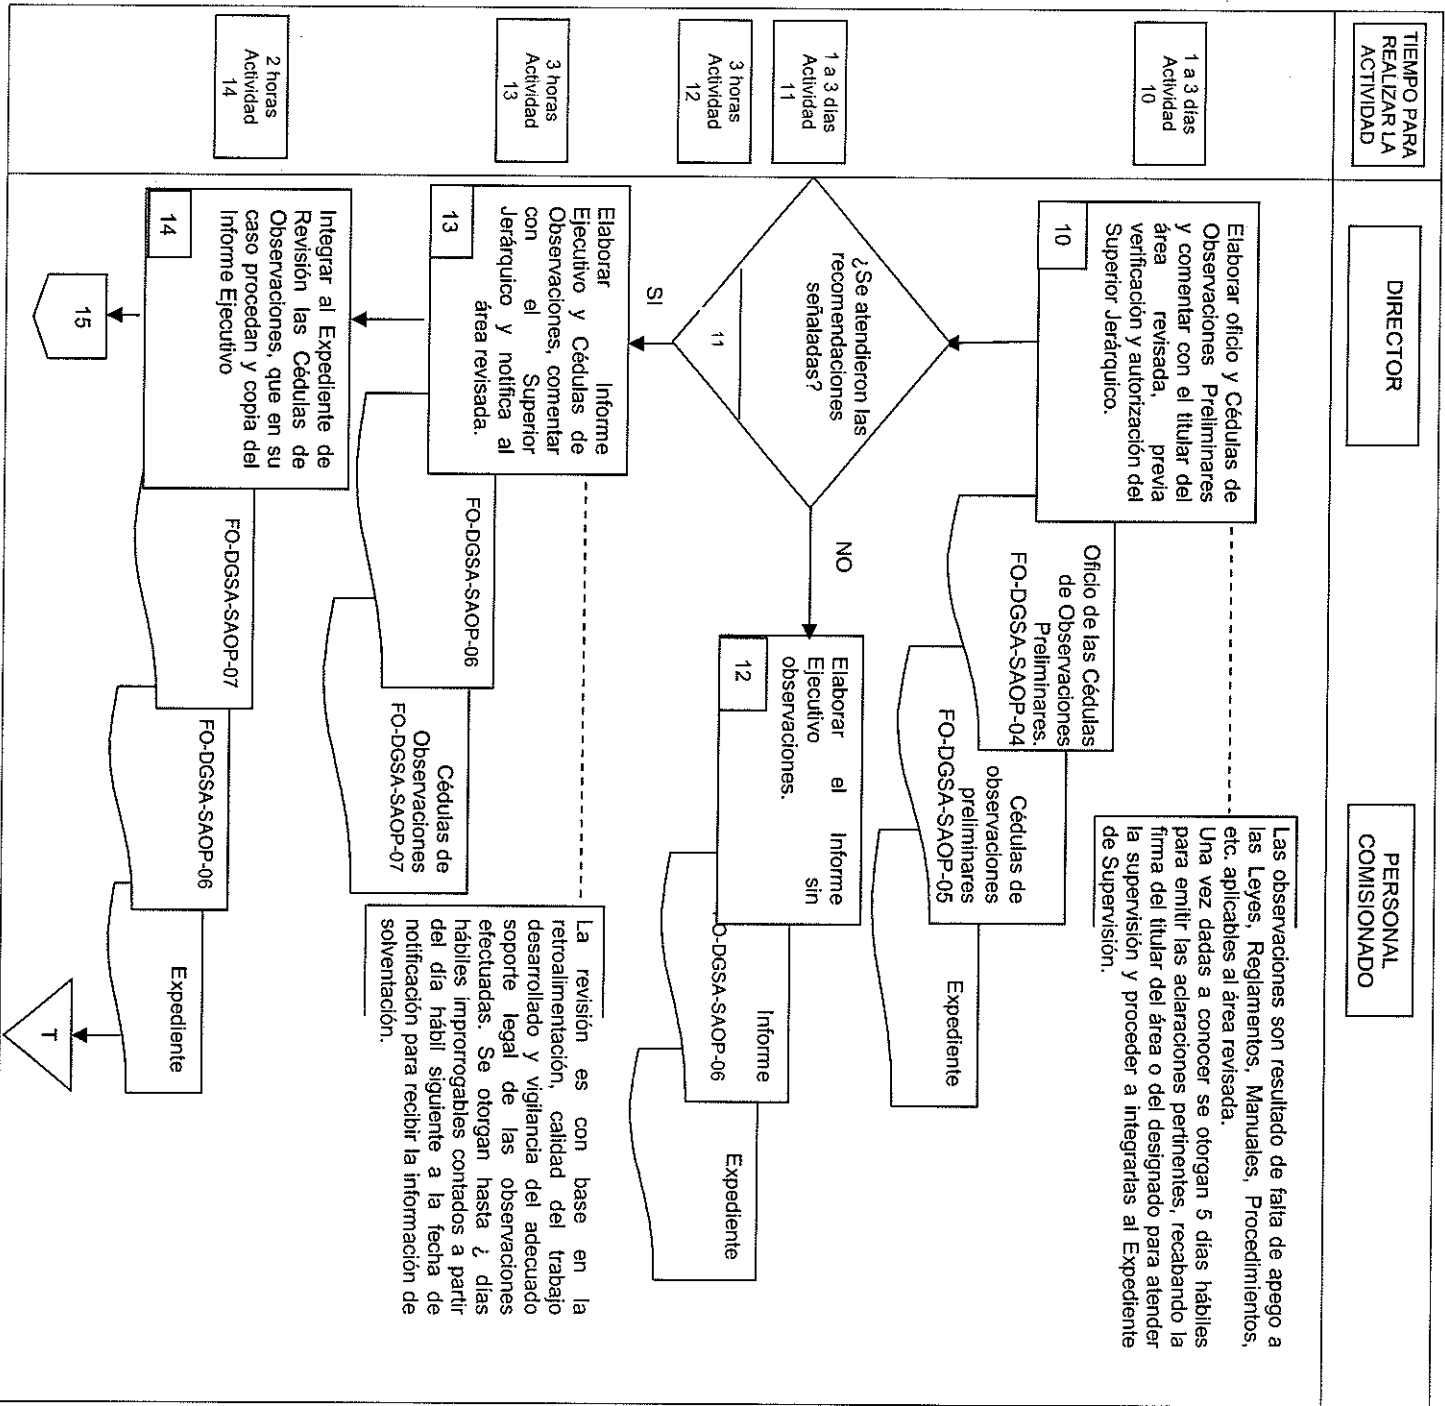 TIEMPO PARA
REALIZAR LA
ACTIVIDAD
DIRECTOR
PERSONAL
COMISIONADO
1 a 3 días
Actividad
10
Elaborar oficio y Cédulas de
Observaciones Preliminares
y comentar con el titular del
área revisada, previa
verificación y autorización del
Superior Jerárquico.
10
Oficio de las Cédulas
de Observaciones
Preliminares.
FO-DGSA-SAOP-04
Cédulas de
observaciones
preliminares
FO-DGSA-SAOP-05
Expediente
Las observaciones son resultado de falta de apego a
las Leyes, Reglamentos, Manuales, Procedimientos,
etc. aplicables al área revisada.
Una vez dadas a conocer se otorgan 5 días hábiles
para emitir las aclaraciones pertinentes, recabando la
firma del titular del área o del designado para atender
la supervisión y proceder a integrarlas al Expediente
de Supervisión.
1 a 3 días
Actividad
11
¿Se atendieron las
recomendaciones
señaladas?
11
NO
SI
3 horas
Actividad
12
Elaborar el Informe
Ejecutivo sin
observaciones.
12
Informe
O-DGSA-SAOP-06
Expediente
3 horas
Actividad
13
Elaborar Informe
Ejecutivo y Cédulas de
Observaciones, comentar
con el Superior
Jerárquico y notifica al
área revisada.
13
FO-DGSA-SAOP-06
Cédulas de
Observaciones
FO-DGSA-SAOP-07
La revisión es con base en la
retroalimentación, calidad del trabajo
desarrollado y vigilancia del adecuado
soporte legal de las observaciones
efectuadas. Se otorgan hasta ¿ días
hábiles improrrogables contados a partir
del día hábil siguiente a la fecha de
notificación para recibir la información de
solventación.
2 horas
Actividad
14
Integrar al Expediente de
Revisión las Cédulas de
Observaciones, que en su
caso procedan y copia del
Informe Ejecutivo
14
FO-DGSA-SAOP-07
FO-DGSA-SAOP-06
Expediente
15
T